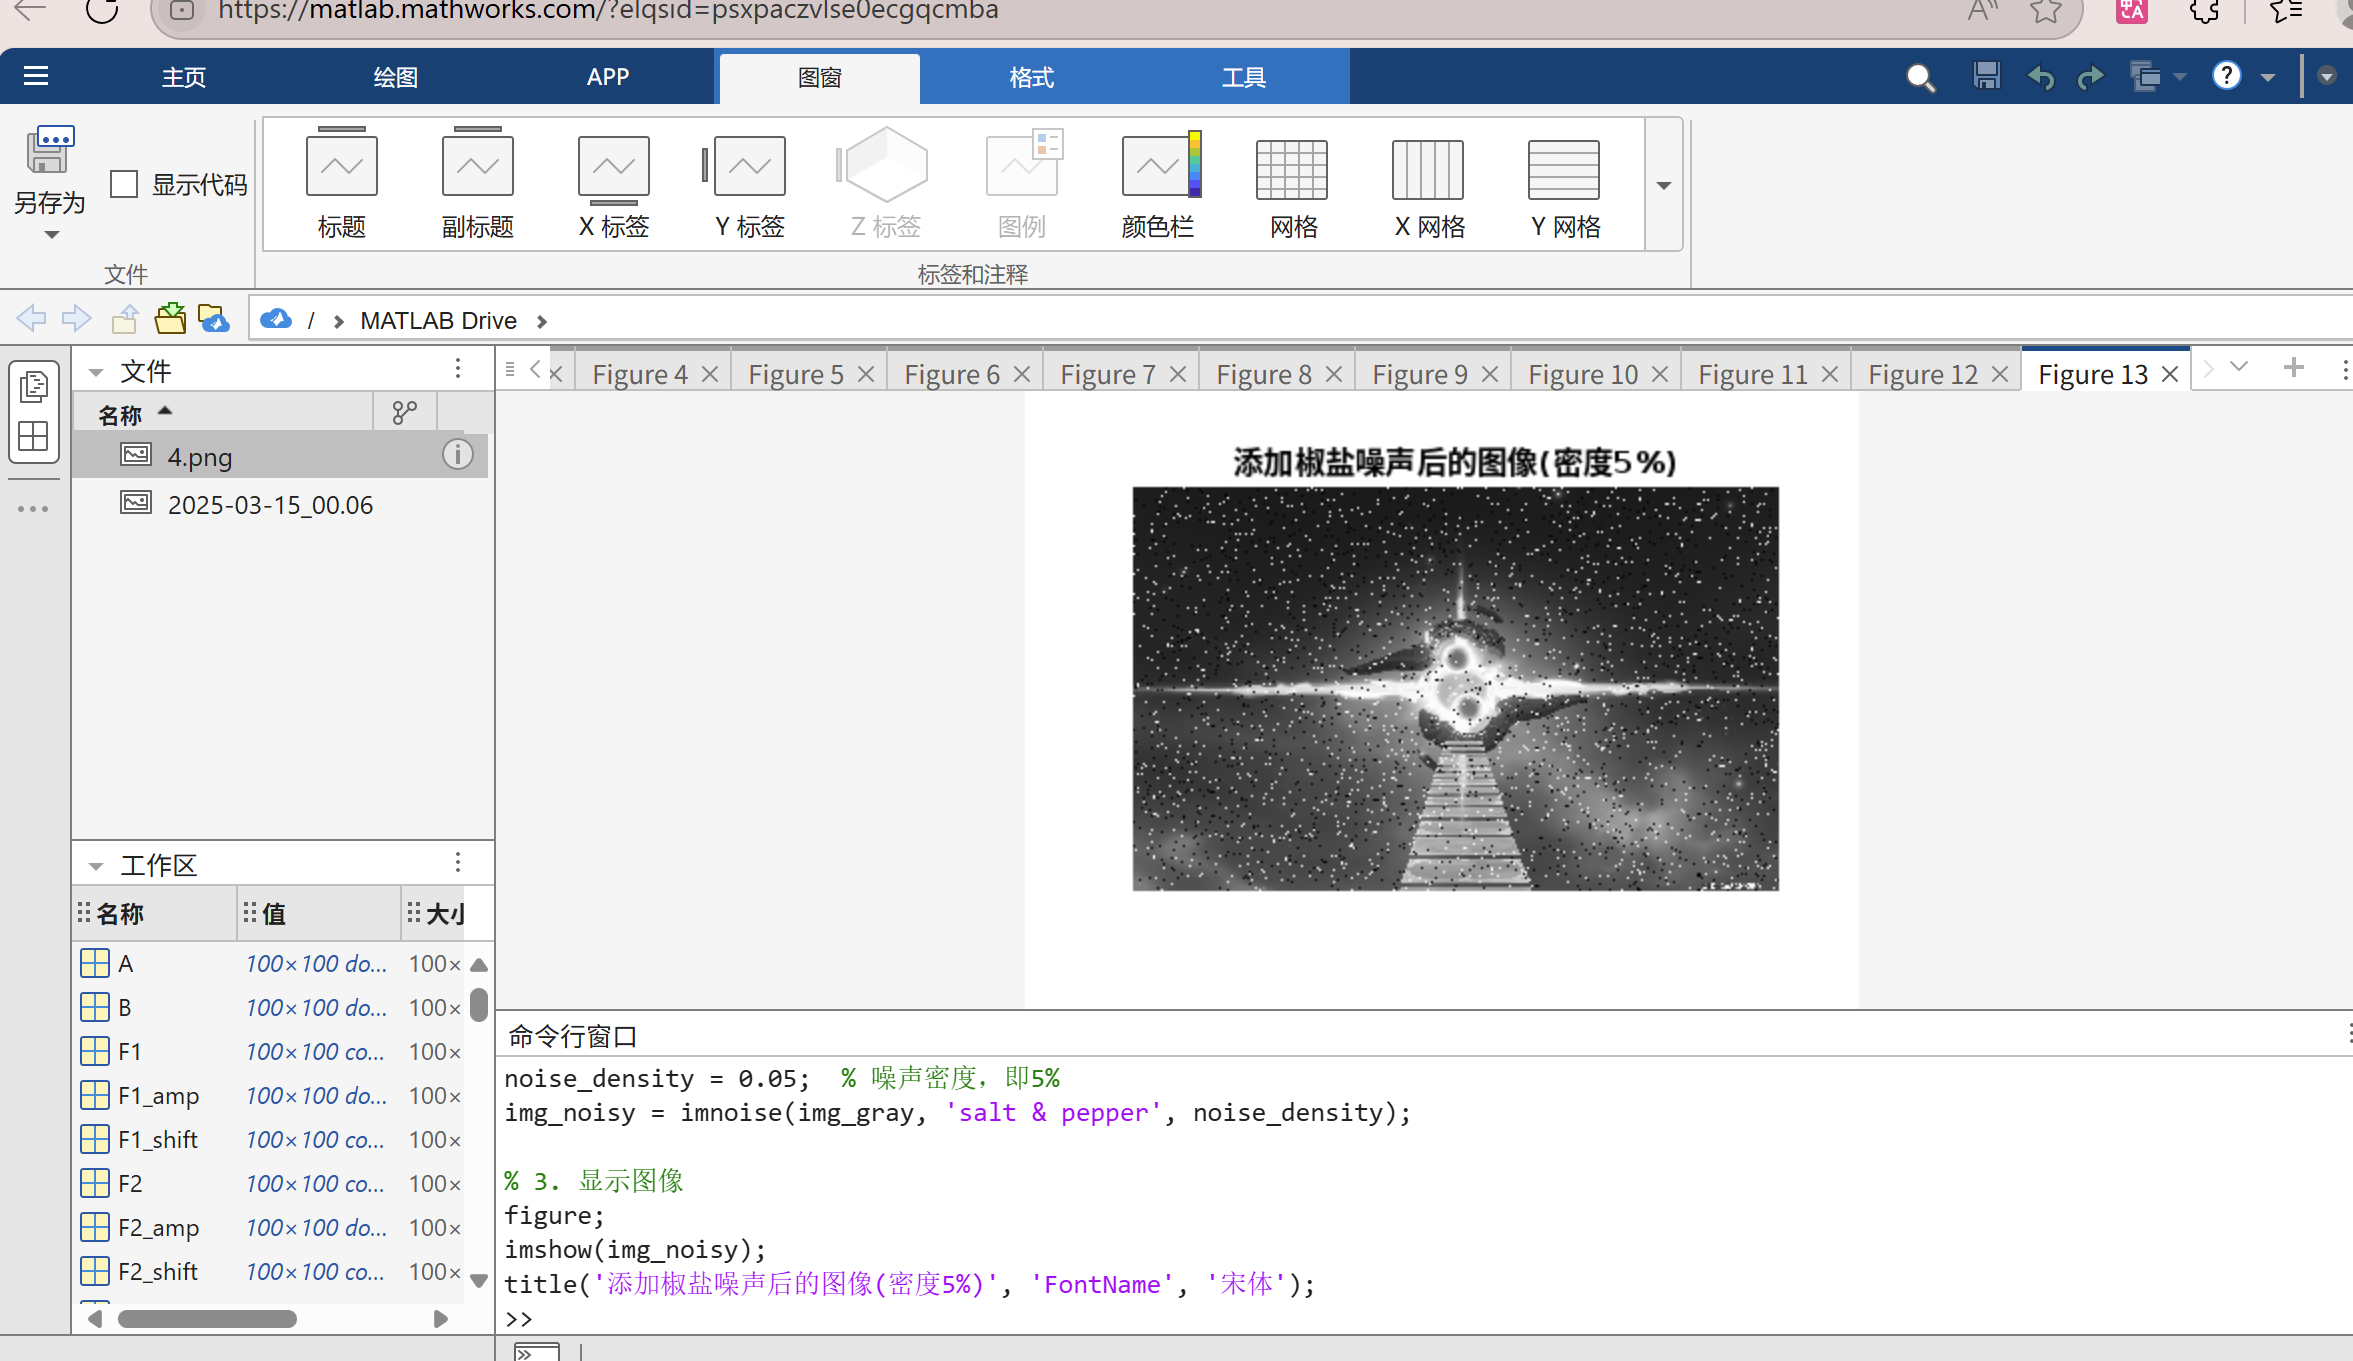 https://matlab.mathworks.com/?elqsid=psxpaczvlse0ecgqcmba
主页 绘图 APP 图窗 格式 工具
另存为
显示代码
文件
标题 副标题 X 标签 Y 标签 Z 标签 图例 颜色栏 网格 X 网格 Y 网格
标签和注释
/ MATLAB Drive
文件
名称
4.png
2025-03-15_00.06
Figure 4 Figure 5 Figure 6 Figure 7 Figure 8 Figure 9 Figure 10 Figure 11 Figure 12 Figure 13
添加椒盐噪声后的图像(密度5%)
工作区
名称 值 大小
A 100×100 do... 100×
B 100×100 do... 100×
F1 100×100 co... 100×
F1_amp 100×100 do... 100×
F1_shift 100×100 co... 100×
F2 100×100 co... 100×
F2_amp 100×100 do... 100×
F2_shift 100×100 co... 100×
命令行窗口
noise_density = 0.05;  % 噪声密度，即5%
img_noisy = imnoise(img_gray, 'salt & pepper', noise_density);
% 3. 显示图像
figure;
imshow(img_noisy);
title('添加椒盐噪声后的图像(密度5%)', 'FontName', '宋体');
>>